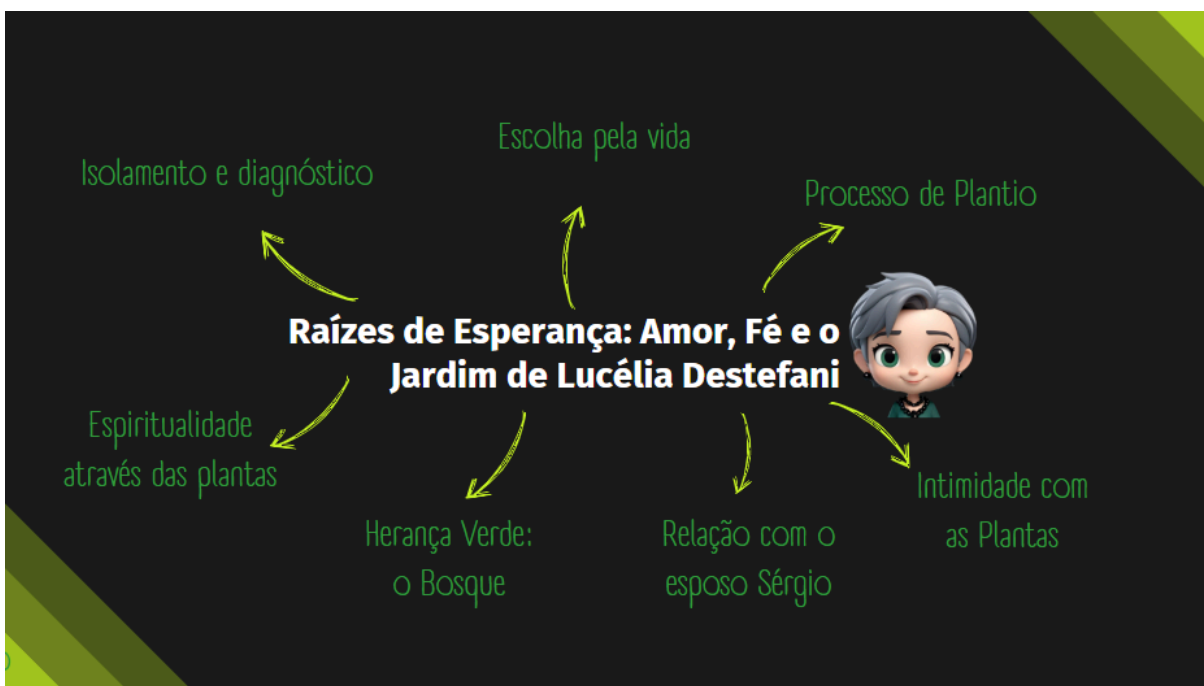 Escolha pela vida
Isolamento e diagnóstico
Processo de Plantio
Raízes de Esperança: Amor, Fé e o
Jardim de Lucélia Destefani
Espiritualidade
através das plantas
Herança Verde:
o Bosque
Relação com o
esposo Sérgio
Intimidade com
as Plantas